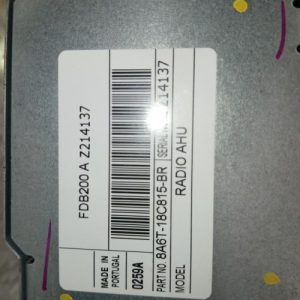 FDB200 A Z214137
MADE IN
PORTUGAL
0259A
SERIAL
Z214137
PART NO. 8A6T-18C815-BR
MODEL
RADIO AHU